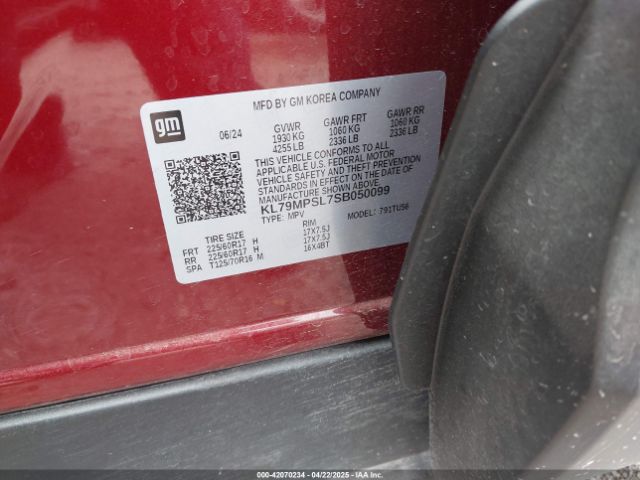 MFD BY GM KOREA COMPANY
gm
06/24 GVWR GAWR FRT GAWR RR
1930 KG 1060 KG 1060 KG
4255 LB 2336 LB 2336 LB
THIS VEHICLE CONFORMS TO ALL
APPLICABLE U.S. FEDERAL MOTOR
VEHICLE SAFETY AND THEFT PREVENTION
STANDARDS IN EFFECT ON THE DATE OF
MANUFACTURE SHOWN ABOVE.
KL79MPSL7SB050099
TYPE: MPV MODEL: 791TU56
TIRE SIZE RIM
FRT 225/60R17 H 17X7.5J
RR 225/60R17 H 17X7.5J
SPA T125/70R16 M 16X4BT
000-42070234 - 04/22/2025 - IAAI.COM